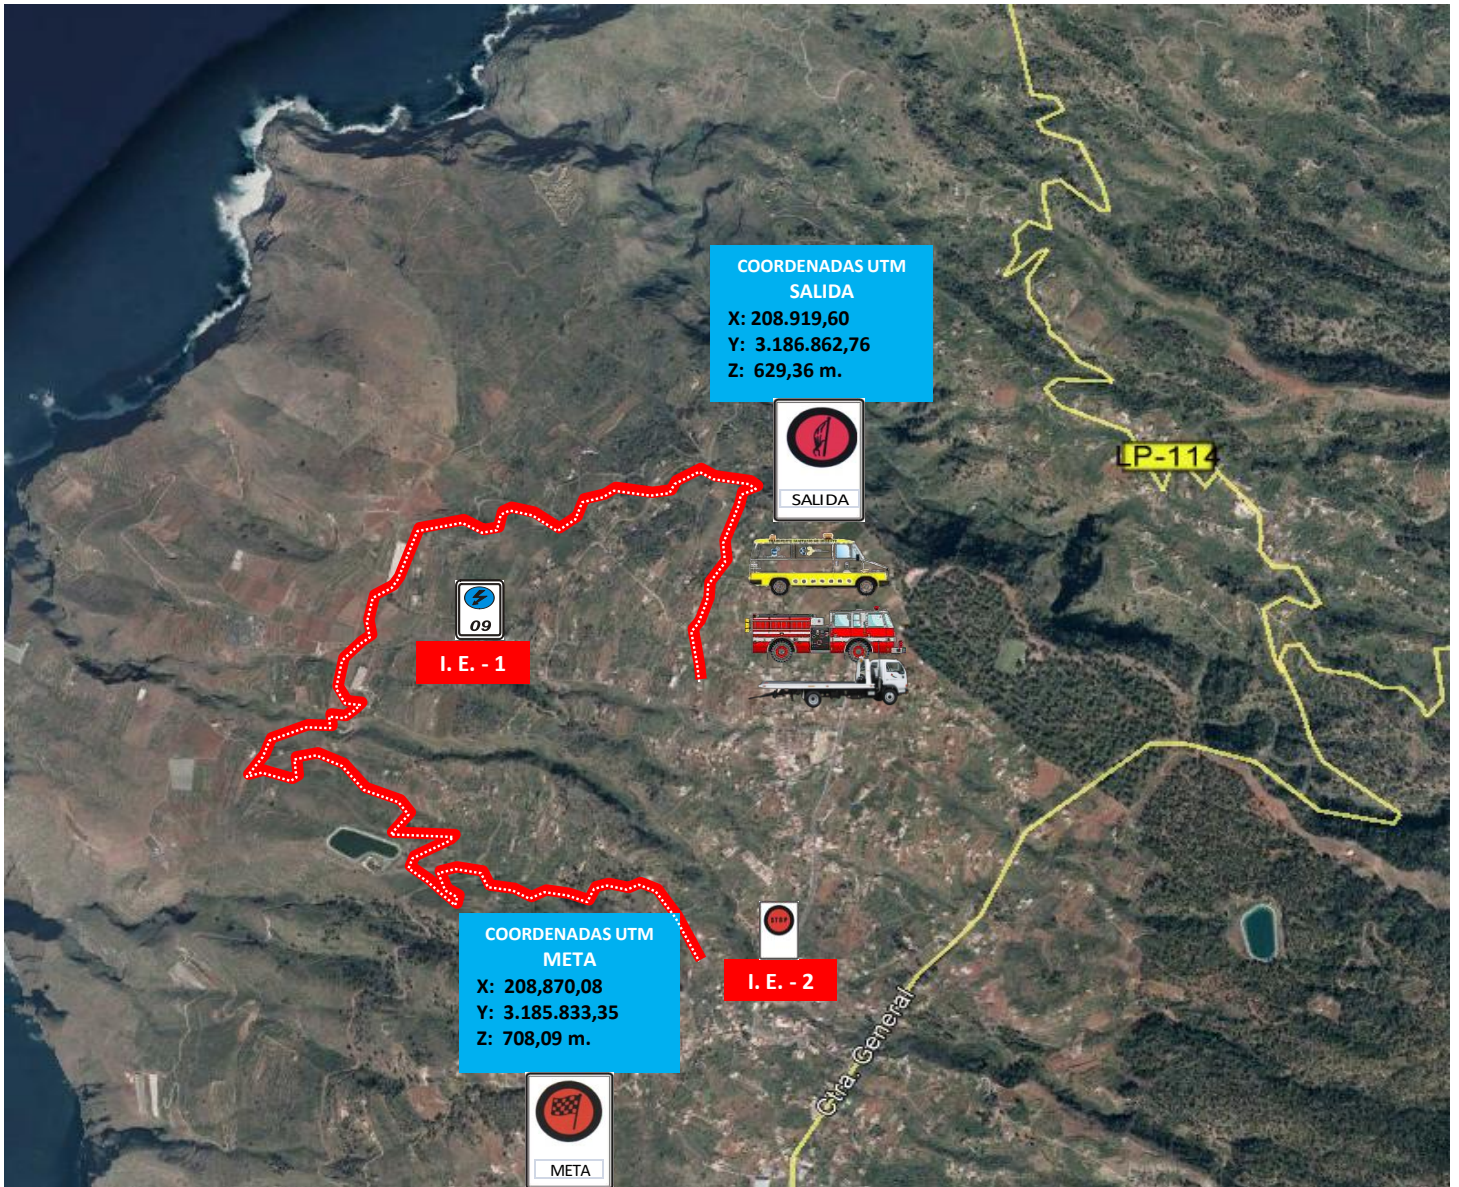 COORDENADAS UTM
SALIDA
X: 208.919,60
Y: 3.186.862,76
Z: 629,36 m.
SALIDA
LP-114
09
I. E. - 1
STOP
I. E. - 2
COORDENADAS UTM
META
X: 208,870,08
Y: 3.185.833,35
Z: 708,09 m.
Ctra. General
META